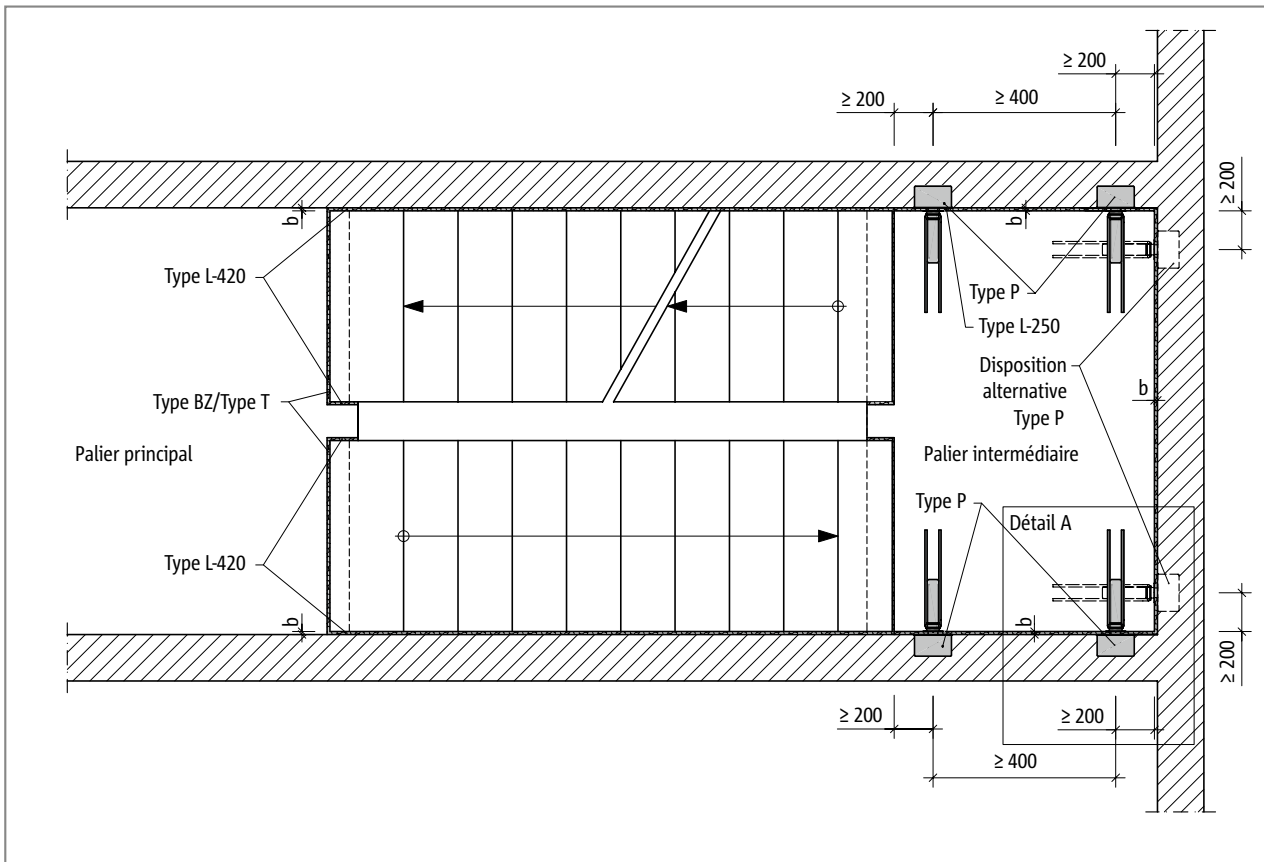 ≥ 200
≥ 200
≥ 400
≥ 200
b
b
Type L-420
Type P
Type L-250
Disposition
alternative
Type P
b
Type BZ/Type T
Palier principal
Palier intermédiaire
Type P
Détail A
Type L-420
b
b
≥ 200
≥ 200
≥ 200
≥ 400